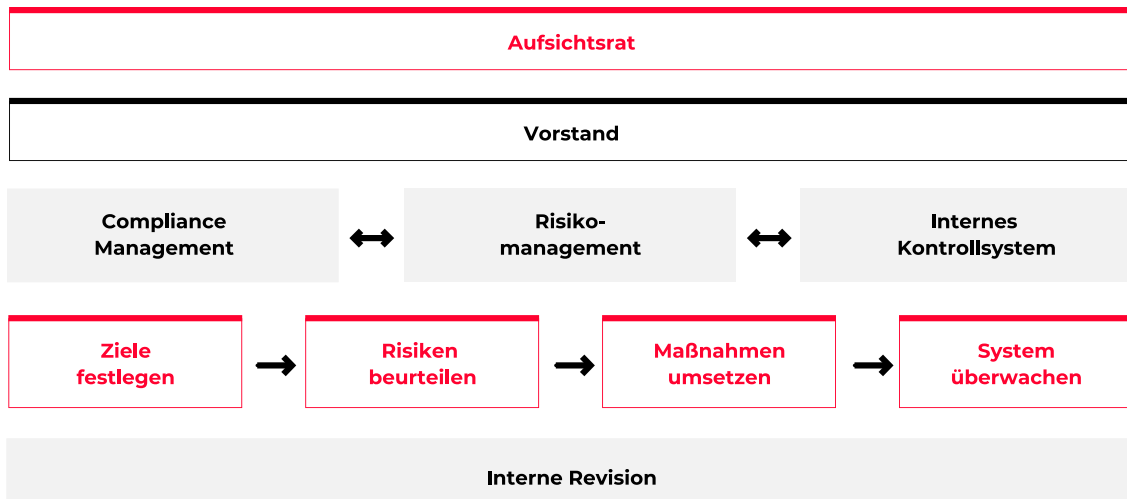 Aufsichtsrat
Vorstand
Compliance
Management
Risiko-
management
Internes
Kontrollsystem
Ziele
festlegen
Risiken
beurteilen
Maßnahmen
umsetzen
System
überwachen
Interne Revision